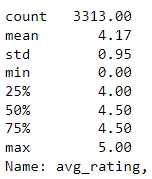 count 3313.00
mean 4.17
std 0.95
min 0.00
25% 4.00
50% 4.50
75% 4.50
max 5.00
Name: avg_rating,